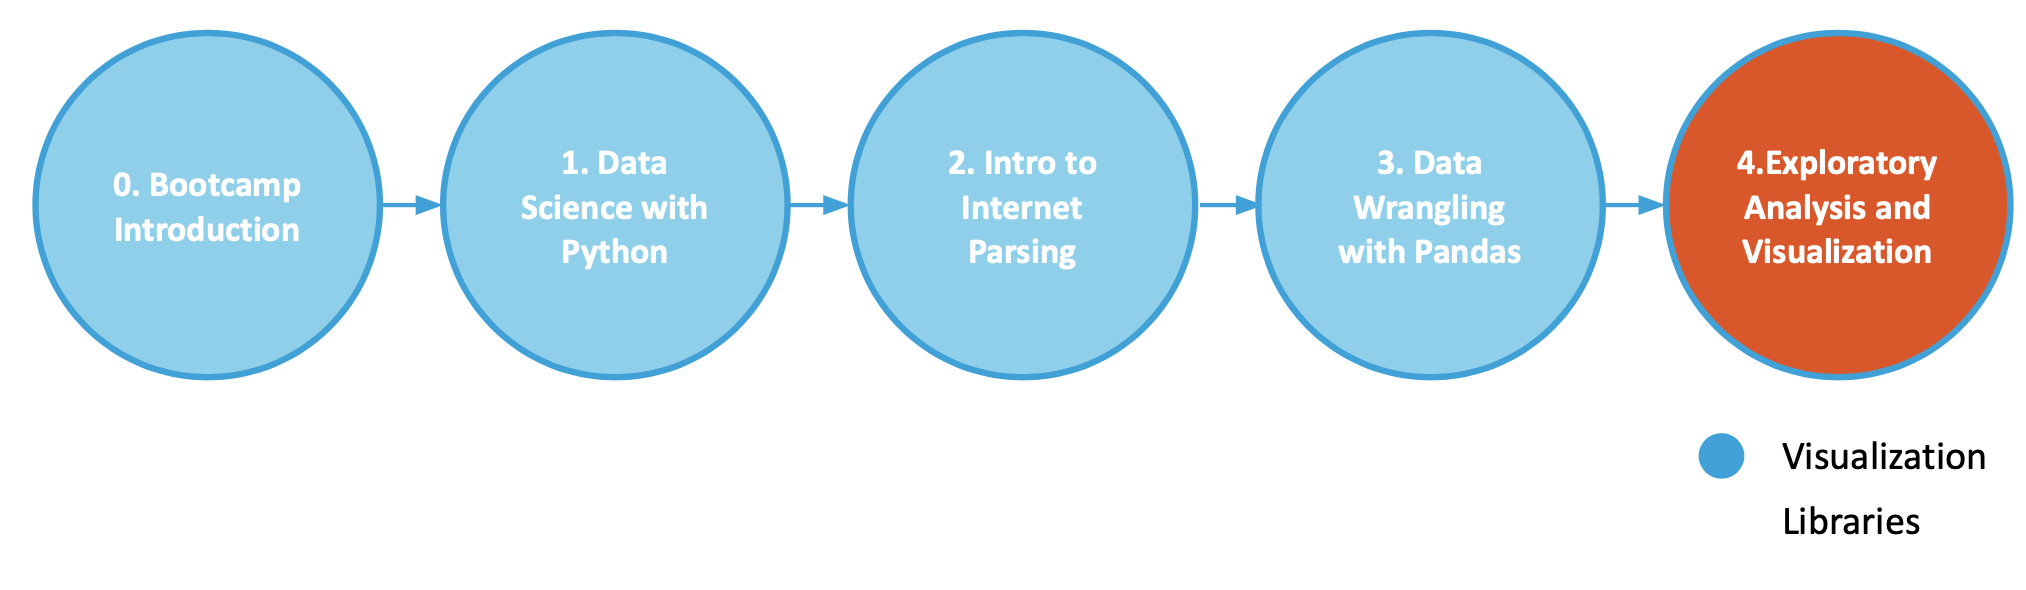 0. Bootcamp
Introduction
1. Data
Science with
Python
2. Intro to
Internet
Parsing
3. Data
Wrangling
with Pandas
4.Exploratory
Analysis and
Visualization
Visualization
Libraries